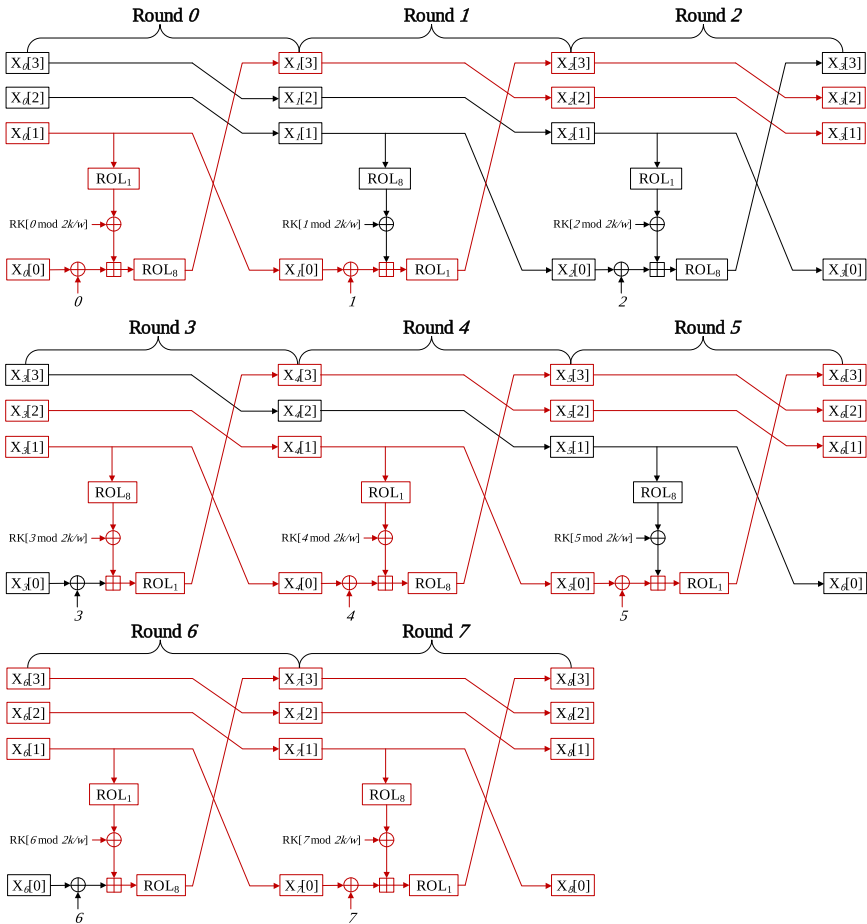 Round 0 Round 1 Round 2
X0[3] X1[3] X2[3] X3[3]
X0[2] X1[2] X2[2] X3[2]
X0[1] X1[1] X2[1] X3[1]
ROL1 ROL8 ROL1
RK[0 mod 2k/w] RK[1 mod 2k/w] RK[2 mod 2k/w]
X0[0] ROL8 X1[0] ROL1 X2[0] ROL8 X3[0]
0 1 2
Round 3 Round 4 Round 5
X3[3] X4[3] X5[3] X6[3]
X3[2] X4[2] X5[2] X6[2]
X3[1] X4[1] X5[1] X6[1]
ROL8 ROL1 ROL8
RK[3 mod 2k/w] RK[4 mod 2k/w] RK[5 mod 2k/w]
X3[0] ROL1 X4[0] ROL8 X5[0] ROL1 X6[0]
3 4 5
Round 6 Round 7
X6[3] X7[3] X8[3]
X6[2] X7[2] X8[2]
X6[1] X7[1] X8[1]
ROL1 ROL8
RK[6 mod 2k/w] RK[7 mod 2k/w]
X6[0] ROL8 X7[0] ROL1 X8[0]
6 7